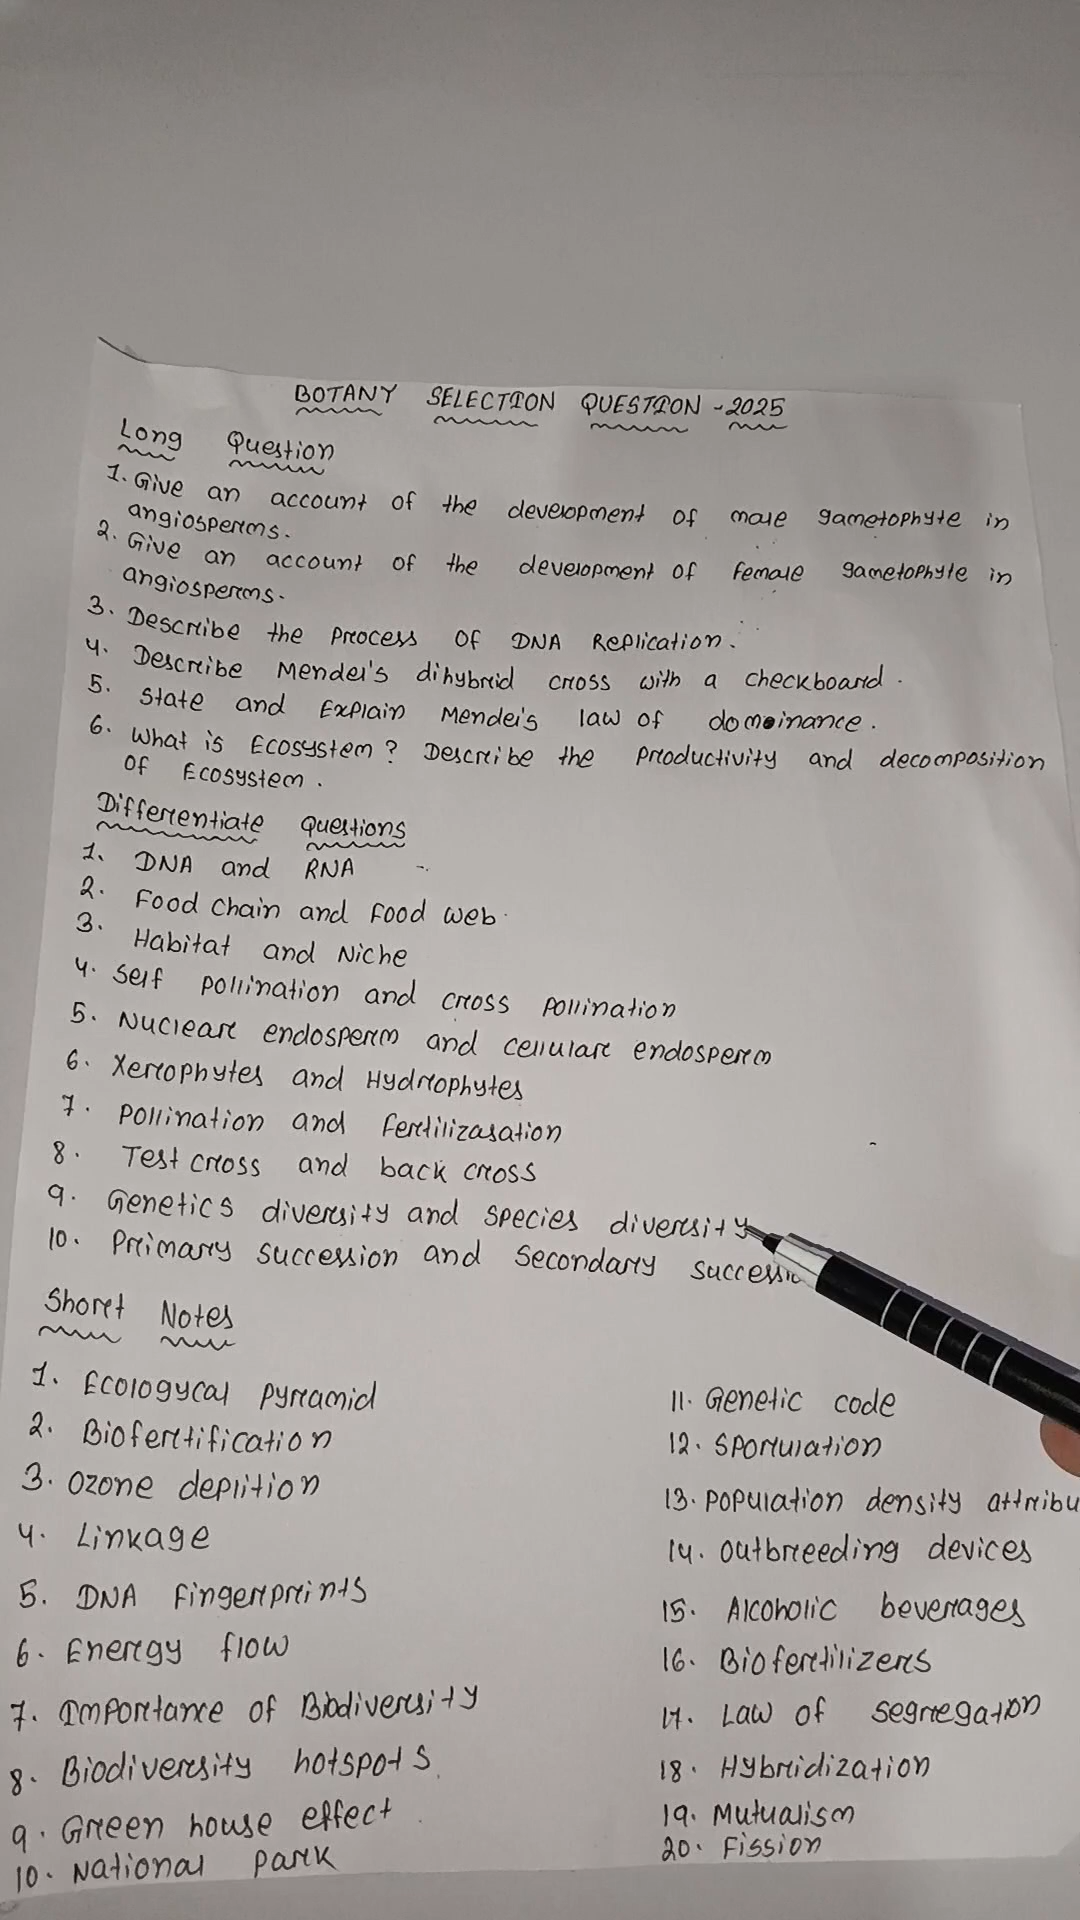 BOTANY SELECTION QUESTION - 2025
Long Question
1. Give an account of the development of male gametophyte in
angiosperms.
2. Give an account of the development of female gametophyte in
angiosperms.
3. Describe the process of DNA Replication.
4. Describe Mendel's dihybrid cross with a checkboard.
5. State and Explain Mendel's law of domoinance.
6. What is Ecosystem? Describe the productivity and decomposition
of Ecosystem.
Differentiate questions
1. DNA and RNA
2. Food chain and food web.
3. Habitat and Niche
4. Self pollination and cross pollination
5. Nuclear endosperm and cellular endosperm
6. Xerophytes and Hydrophytes
7. Pollination and fertilizasation
8. Test cross and back cross
9. Genetics diversity and species diversity
10. Primary succession and Secondary successio
Short Notes
1. Ecologycal pyramid
2. Biofertification
3. Ozone deplition
4. Linkage
5. DNA fingerprints
6. Energy flow
7. Importance of Biodiversity
8. Biodiversity hotspots.
9. Green house effect
10. National park
11. Genetic code
12. Sporulation
13. Population density attribu
14. outbreeding devices
15. Alcoholic beverages
16. Biofertilizers
17. Law of segregation
18. Hybridization
19. Mutualism
20. Fission